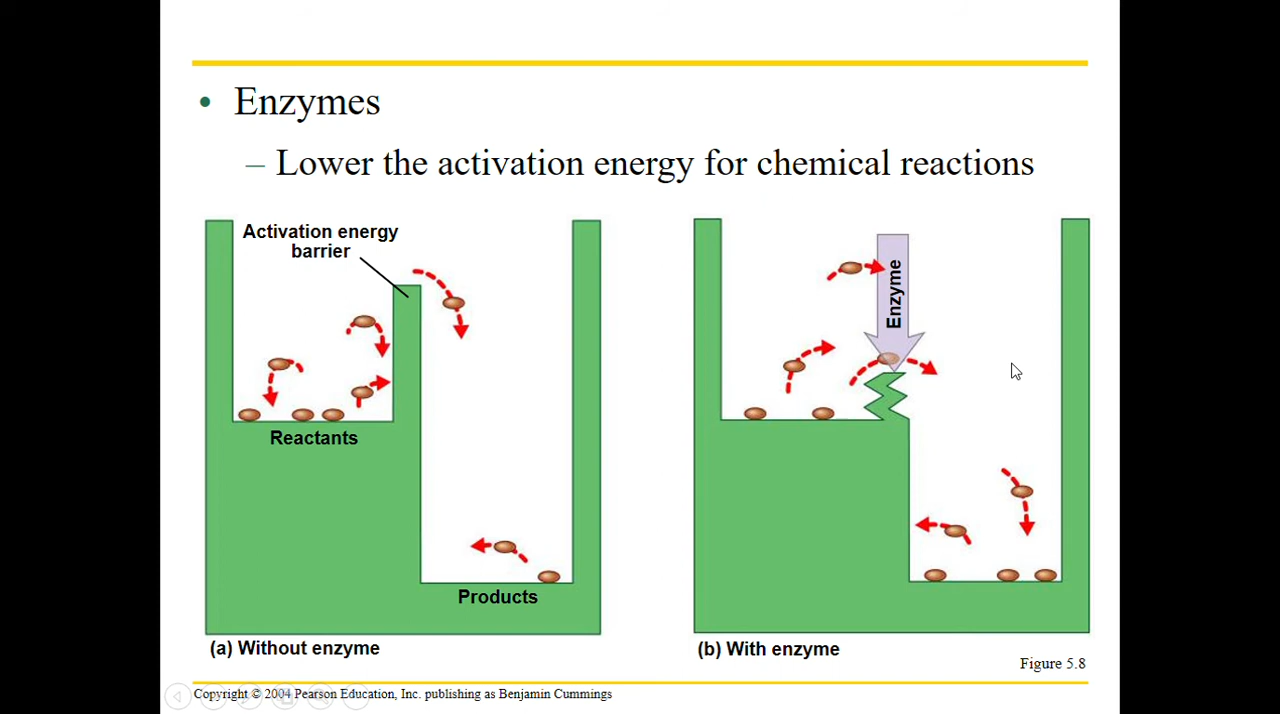 • Enzymes
– Lower the activation energy for chemical reactions
Activation energy
barrier
Reactants
Products
(a) Without enzyme
Enzyme
(b) With enzyme
Figure 5.8
Copyright © 2004 Pearson Education, Inc. publishing as Benjamin Cummings